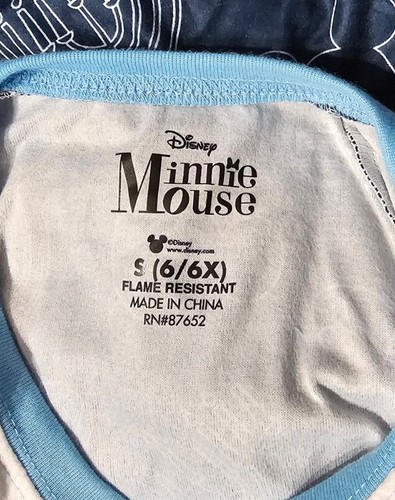 Disney
Minnie
Mouse
©Disney
www.disney.com
S (6/6X)
FLAME RESISTANT
MADE IN CHINA
RN#87652